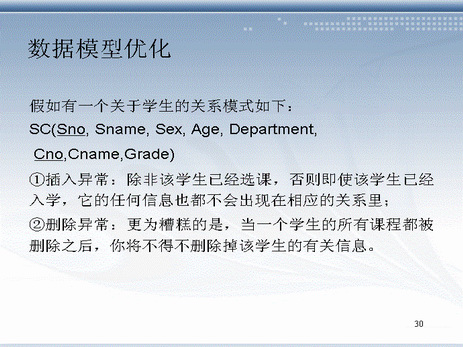 数据模型优化
假如有一个关于学生的关系模式如下：
SC(Sno, Sname, Sex, Age, Department,
Cno,Cname,Grade)
①插入异常：除非该学生已经选课，否则即使该学生已经
入学，它的任何信息也都不会出现在相应的关系里；
②删除异常：更为糟糕的是，当一个学生的所有课程都被
删除之后，你将不得不删除掉该学生的有关信息。
30